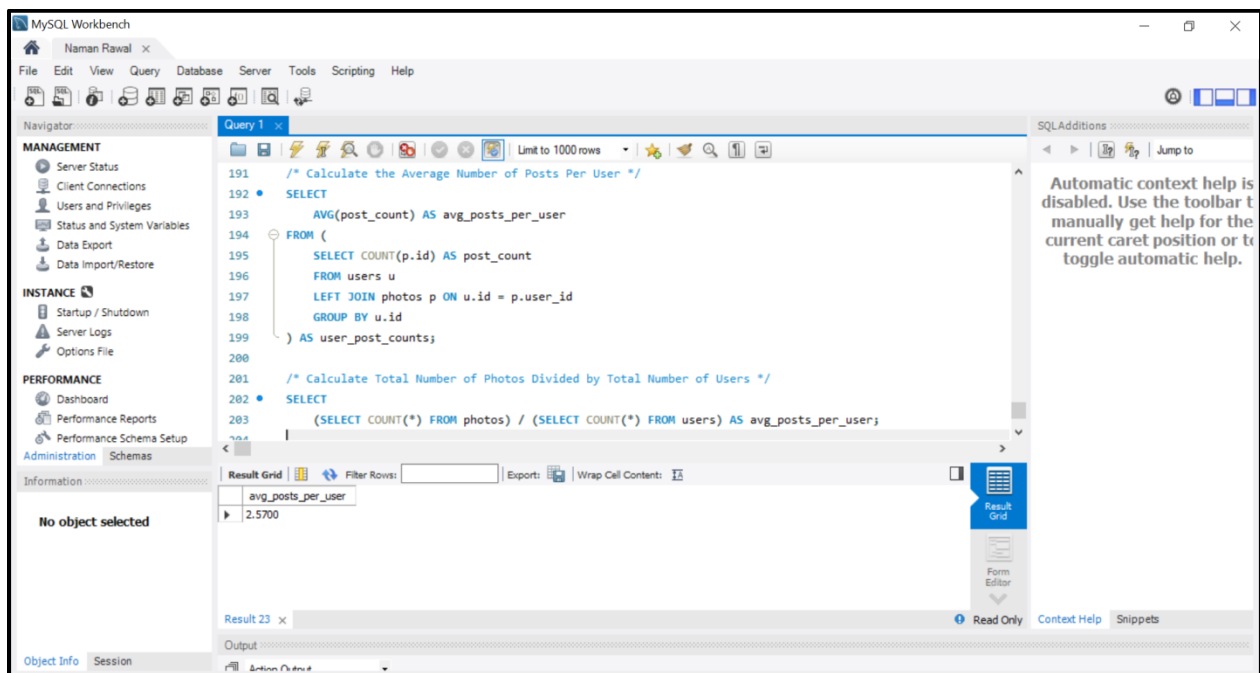 MySQL Workbench
Naman Rawal
File Edit View Query Database Server Tools Scripting Help
Navigator
MANAGEMENT
Server Status
Client Connections
Users and Privileges
Status and System Variables
Data Export
Data Import/Restore
INSTANCE
Startup / Shutdown
Server Logs
Options File
PERFORMANCE
Dashboard
Performance Reports
Performance Schema Setup
Administration Schemas
Information
No object selected
Object Info Session
Query 1
Limit to 1000 rows
191 /* Calculate the Average Number of Posts Per User */
192 SELECT
193 AVG(post_count) AS avg_posts_per_user
194 FROM (
195 SELECT COUNT(p.id) AS post_count
196 FROM users u
197 LEFT JOIN photos p ON u.id = p.user_id
198 GROUP BY u.id
199 ) AS user_post_counts;
200
201 /* Calculate Total Number of Photos Divided by Total Number of Users */
202 SELECT
203 (SELECT COUNT(*) FROM photos) / (SELECT COUNT(*) FROM users) AS avg_posts_per_user;
204
Result Grid Filter Rows: Export: Wrap Cell Content:
avg_posts_per_user
2.5700
Result
Grid
Form
Editor
Result 23
Read Only
Output
Action Output
SQLAdditions
Jump to
Automatic context help is
disabled. Use the toolbar t
manually get help for the
current caret position or to
toggle automatic help.
Context Help Snippets